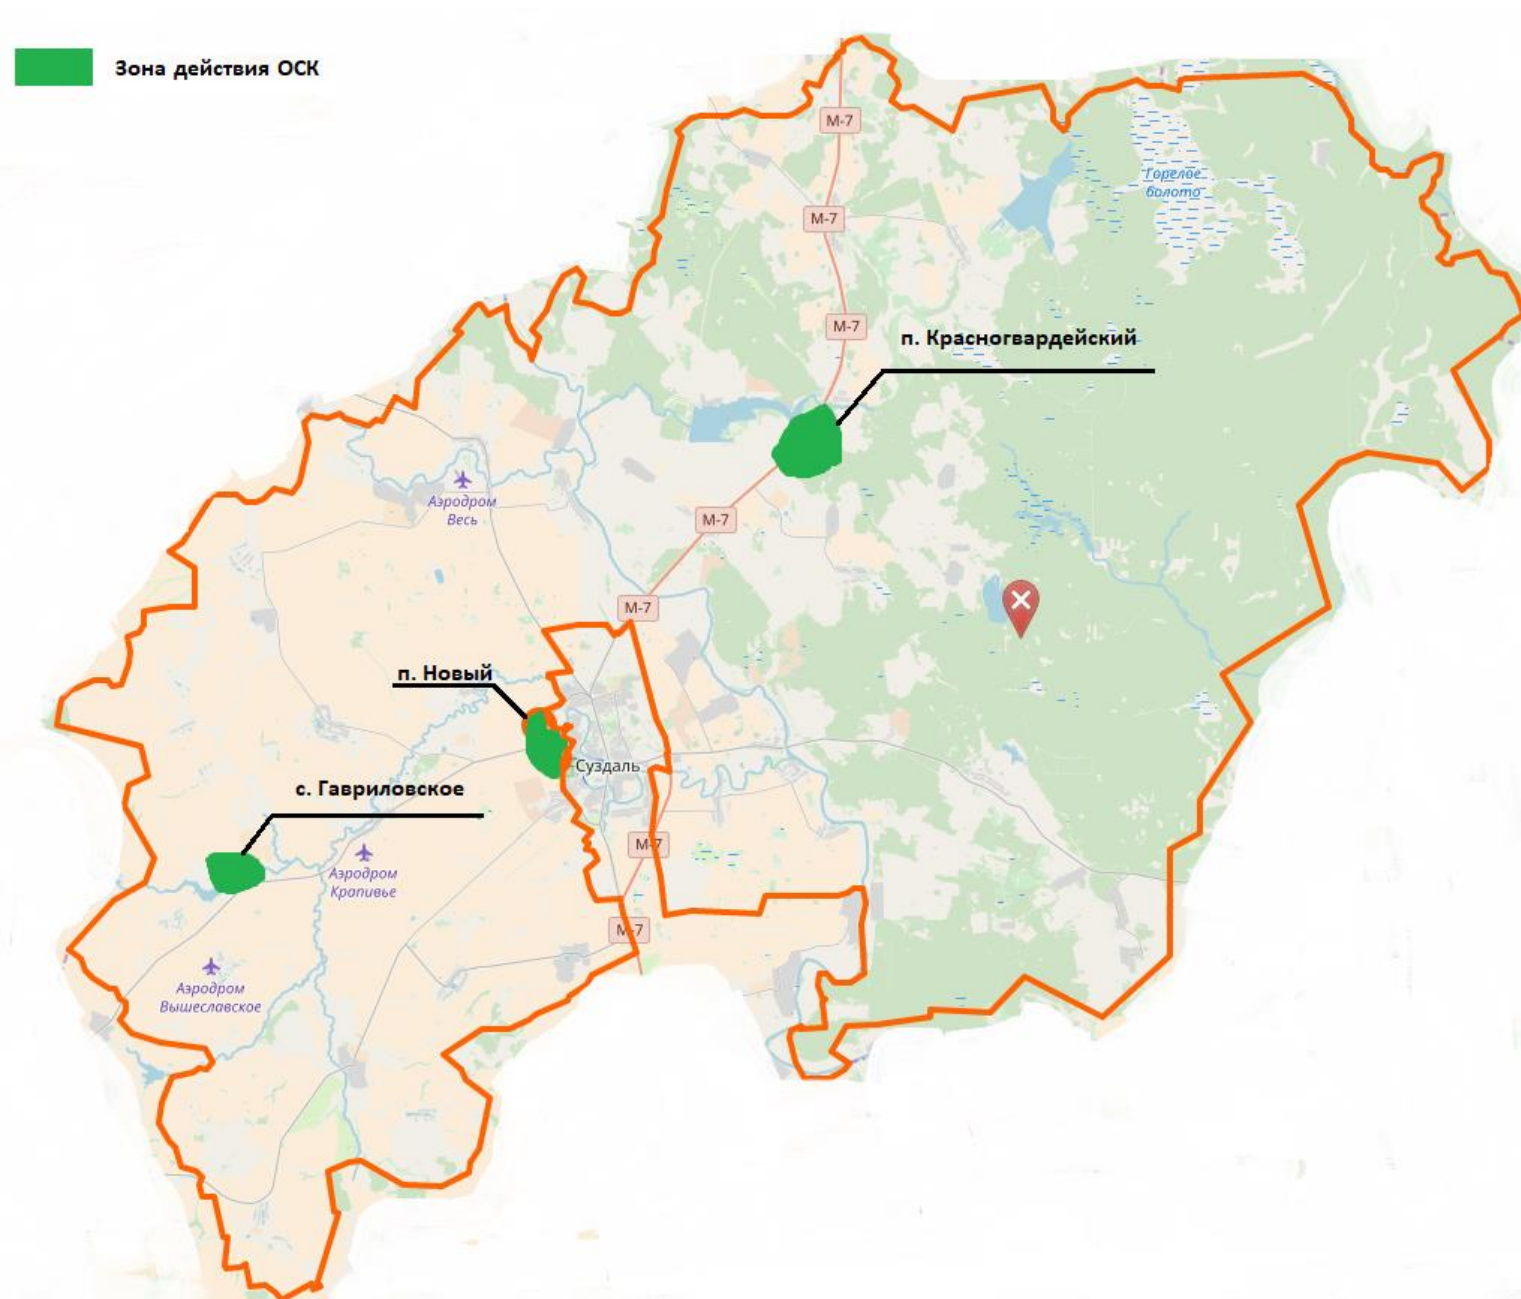 Зона действия ОСК
М-7
Горелое
болото
М-7
М-7
п. Красногвардейский
Аэродром
Весь
М-7
М-7
п. Новый
Суздаль
с. Гавриловское
М-7
Аэродром
Крапивье
М-7
Аэродром
Вышеславское